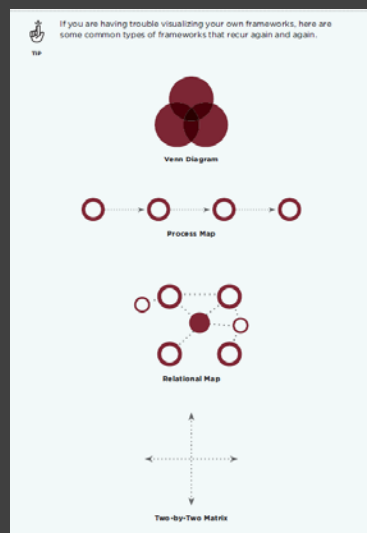 If you are having trouble visualizing your own frameworks, here are
some common types of frameworks that recur again and again.
TIP
Venn Diagram
Process Map
Relational Map
Two-by-Two Matrix